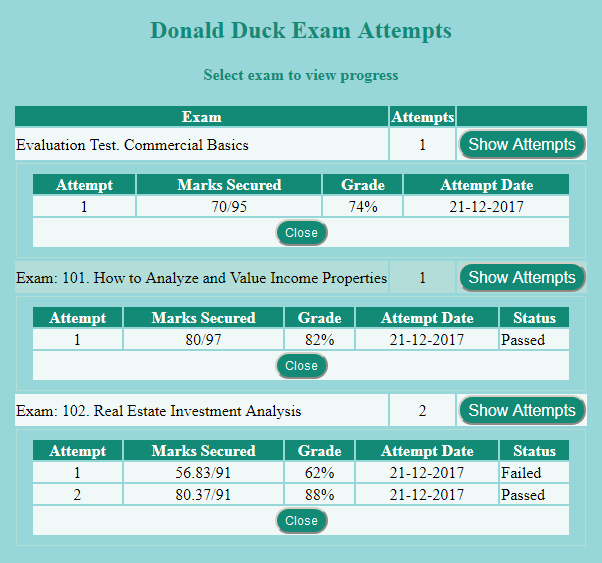 Donald Duck Exam Attempts
Select exam to view progress
Exam Attempts
Evaluation Test. Commercial Basics 1 Show Attempts
Attempt Marks Secured Grade Attempt Date
1 70/95 74% 21-12-2017
Close
Exam: 101. How to Analyze and Value Income Properties 1 Show Attempts
Attempt Marks Secured Grade Attempt Date Status
1 80/97 82% 21-12-2017 Passed
Close
Exam: 102. Real Estate Investment Analysis 2 Show Attempts
Attempt Marks Secured Grade Attempt Date Status
1 56.83/91 62% 21-12-2017 Failed
2 80.37/91 88% 21-12-2017 Passed
Close